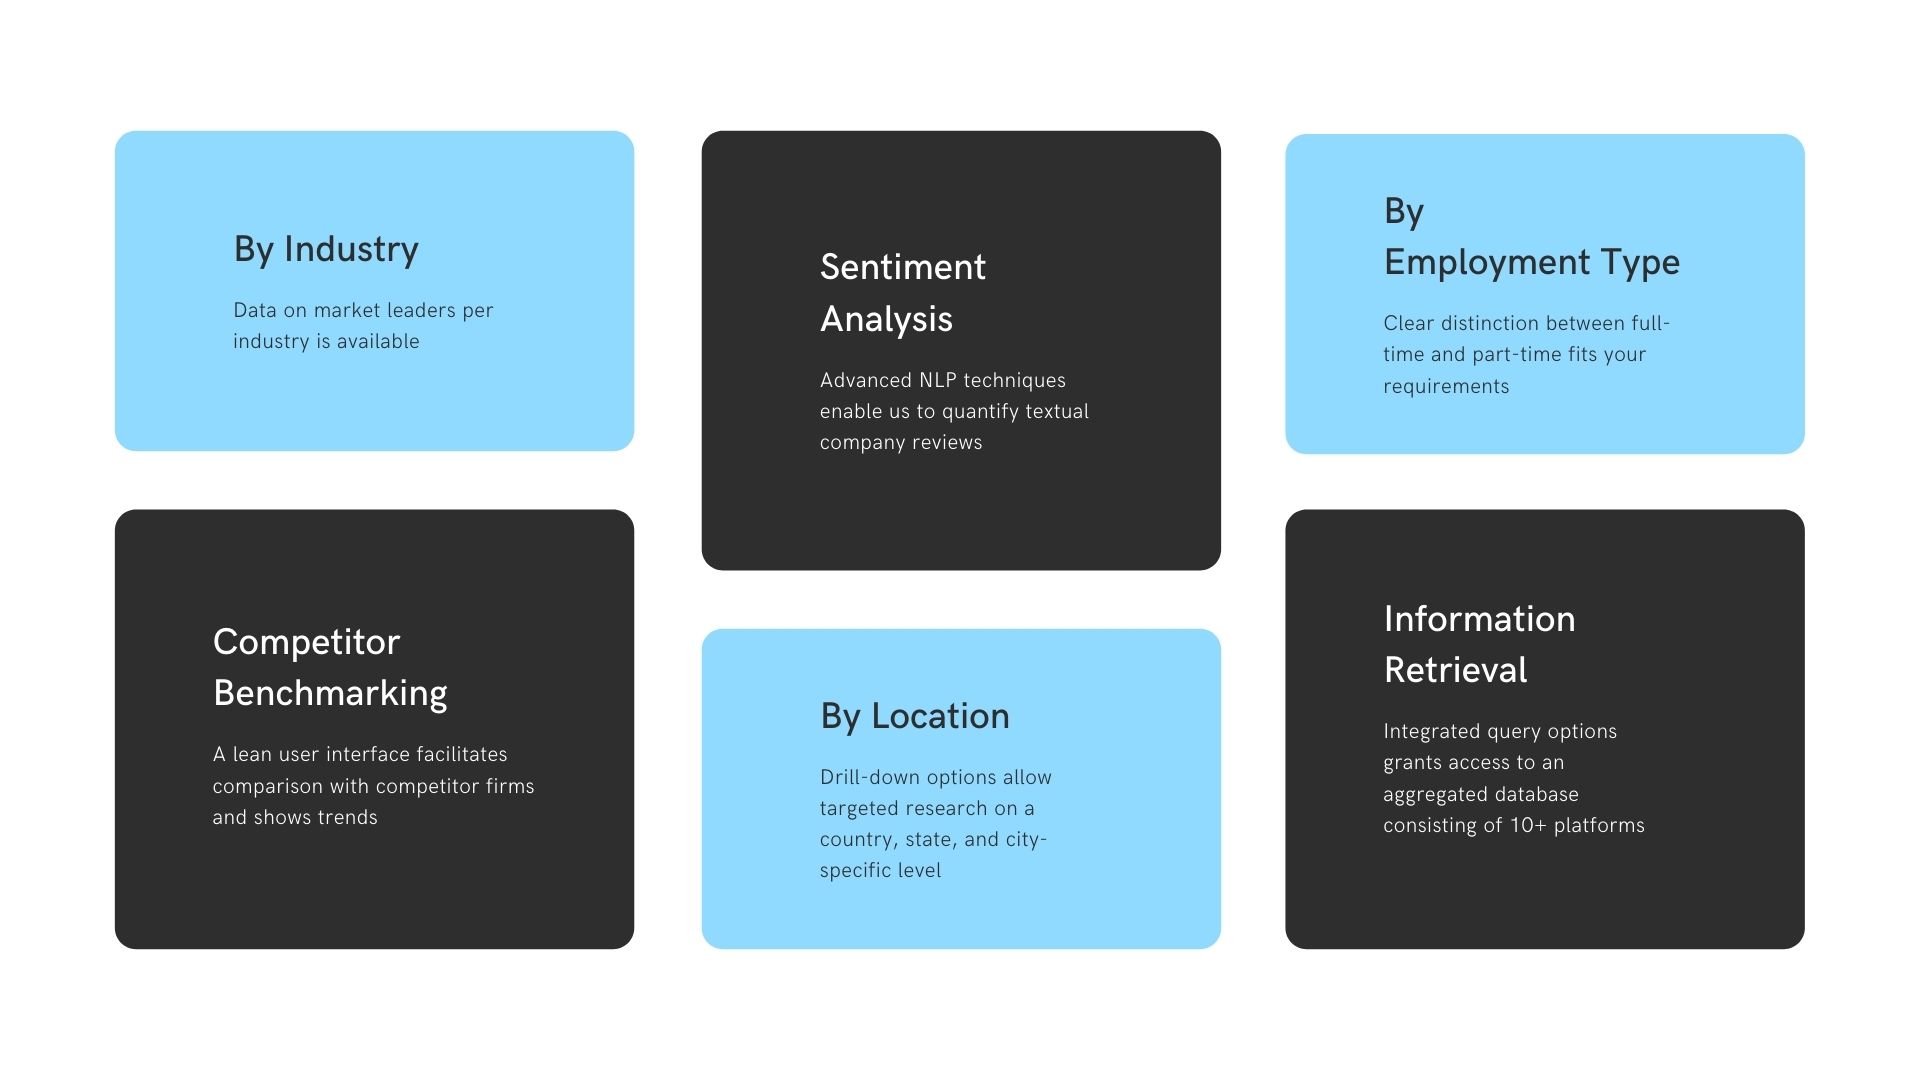 By Industry
Data on market leaders per
industry is available
Sentiment
Analysis
Advanced NLP techniques
enable us to quantify textual
company reviews
By
Employment Type
Clear distinction between full-
time and part-time fits your
requirements
Competitor
Benchmarking
A lean user interface facilitates
comparison with competitor firms
and shows trends
By Location
Drill-down options allow
targeted research on a
country, state, and city-
specific level
Information
Retrieval
Integrated query options
grants access to an
aggregated database
consisting of 10+ platforms